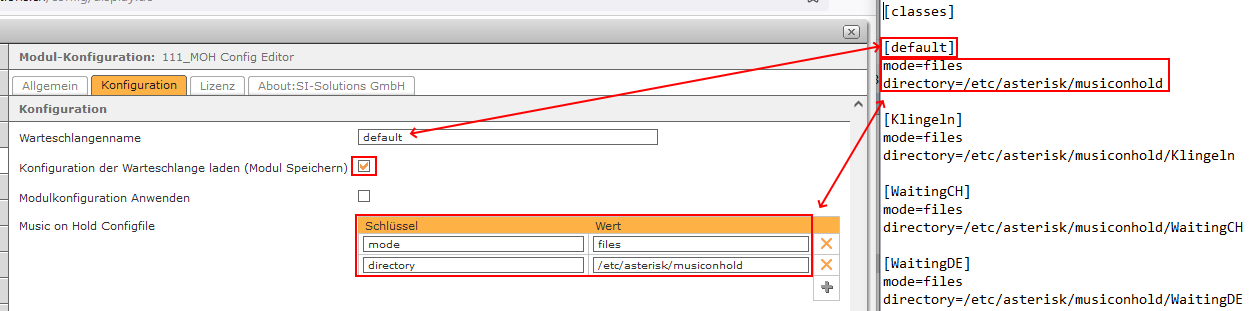 Modul-Konfiguration: 111_MOH Config Editor
Allgemein Konfiguration Lizenz About:SI-Solutions GmbH
Konfiguration
Warteschlangenname default
Konfiguration der Warteschlange laden (Modul Speichern)
Modulkonfiguration Anwenden
Music on Hold Configfile
Schlüssel Wert
mode files
directory /etc/asterisk/musiconhold
[classes]
[default]
mode=files
directory=/etc/asterisk/musiconhold
[Klingeln]
mode=files
directory=/etc/asterisk/musiconhold/Klingeln
[WaitingCH]
mode=files
directory=/etc/asterisk/musiconhold/WaitingCH
[WaitingDE]
mode=files
directory=/etc/asterisk/musiconhold/WaitingDE